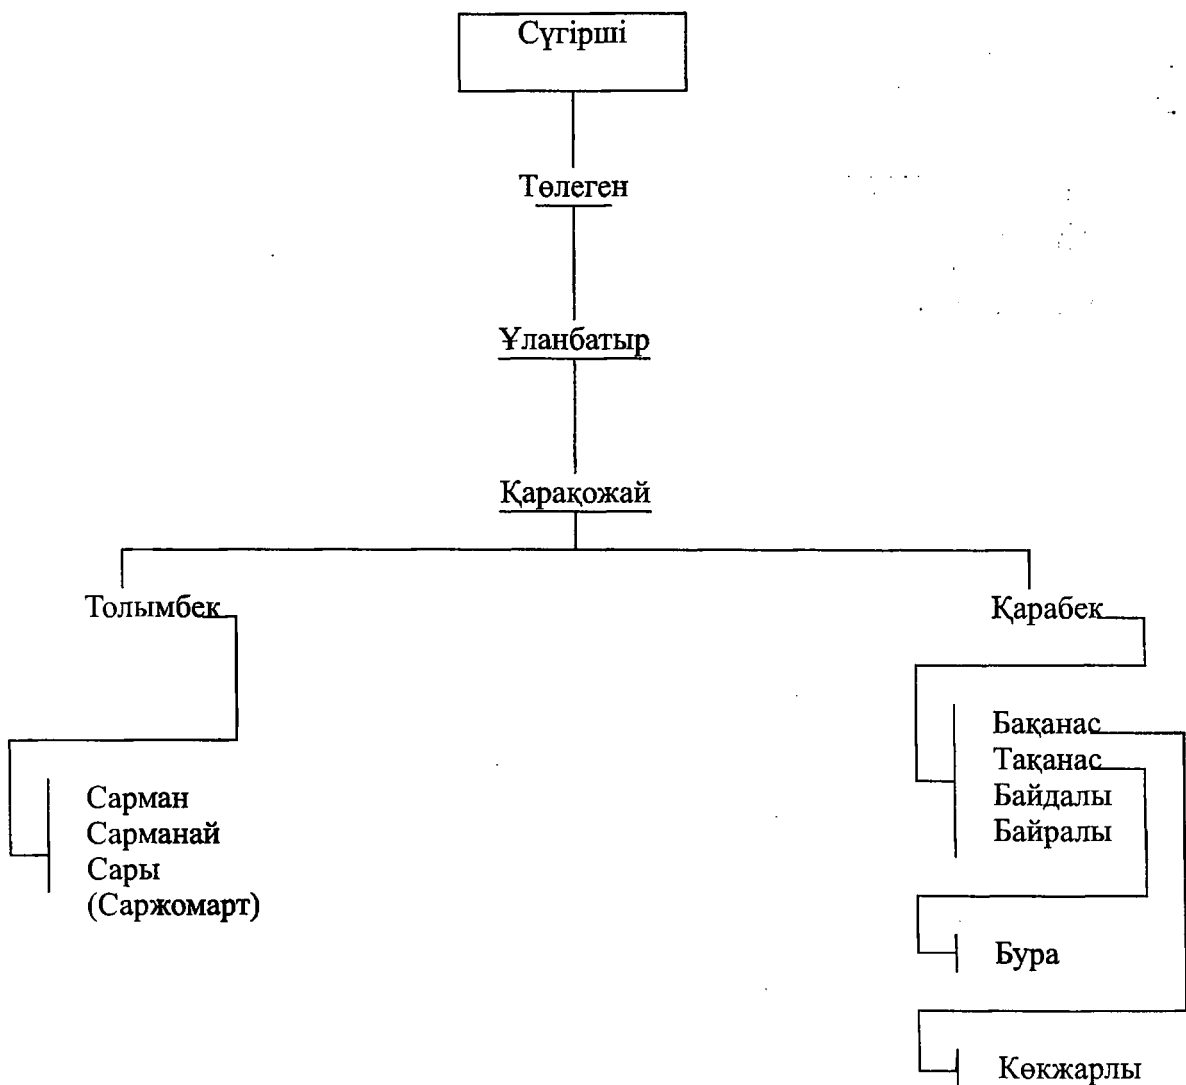 Сүгірші
Төлеген
Ұланбатыр
Қарақожай
Толымбек
Қарабек
Сарман
Сарманай
Сары
(Саржомарт)
Бақанас
Тақанас
Байдалы
Байралы
Бура
Көкжарлы